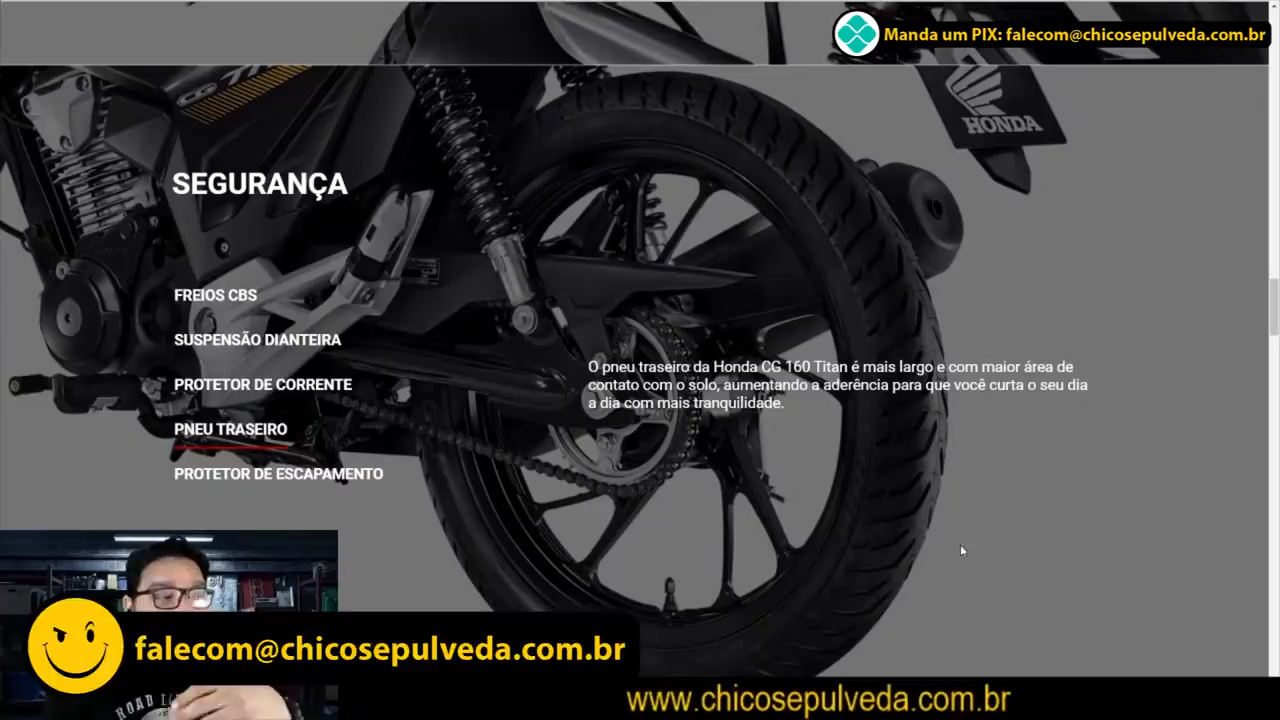 Manda um PIX: falecom@chicosepulveda.com.br
CG
HONDA
SEGURANÇA
FREIOS CBS
SUSPENSÃO DIANTEIRA
PROTETOR DE CORRENTE
PNEU TRASEIRO
PROTETOR DE ESCAPAMENTO
O pneu traseiro da Honda CG 160 Titan é mais largo e com maior área de
contato com o solo, aumentando a aderência para que você curta o seu dia
a dia com mais tranquilidade.
falecom@chicosepulveda.com.br
ROAD
www.chicosepulveda.com.br